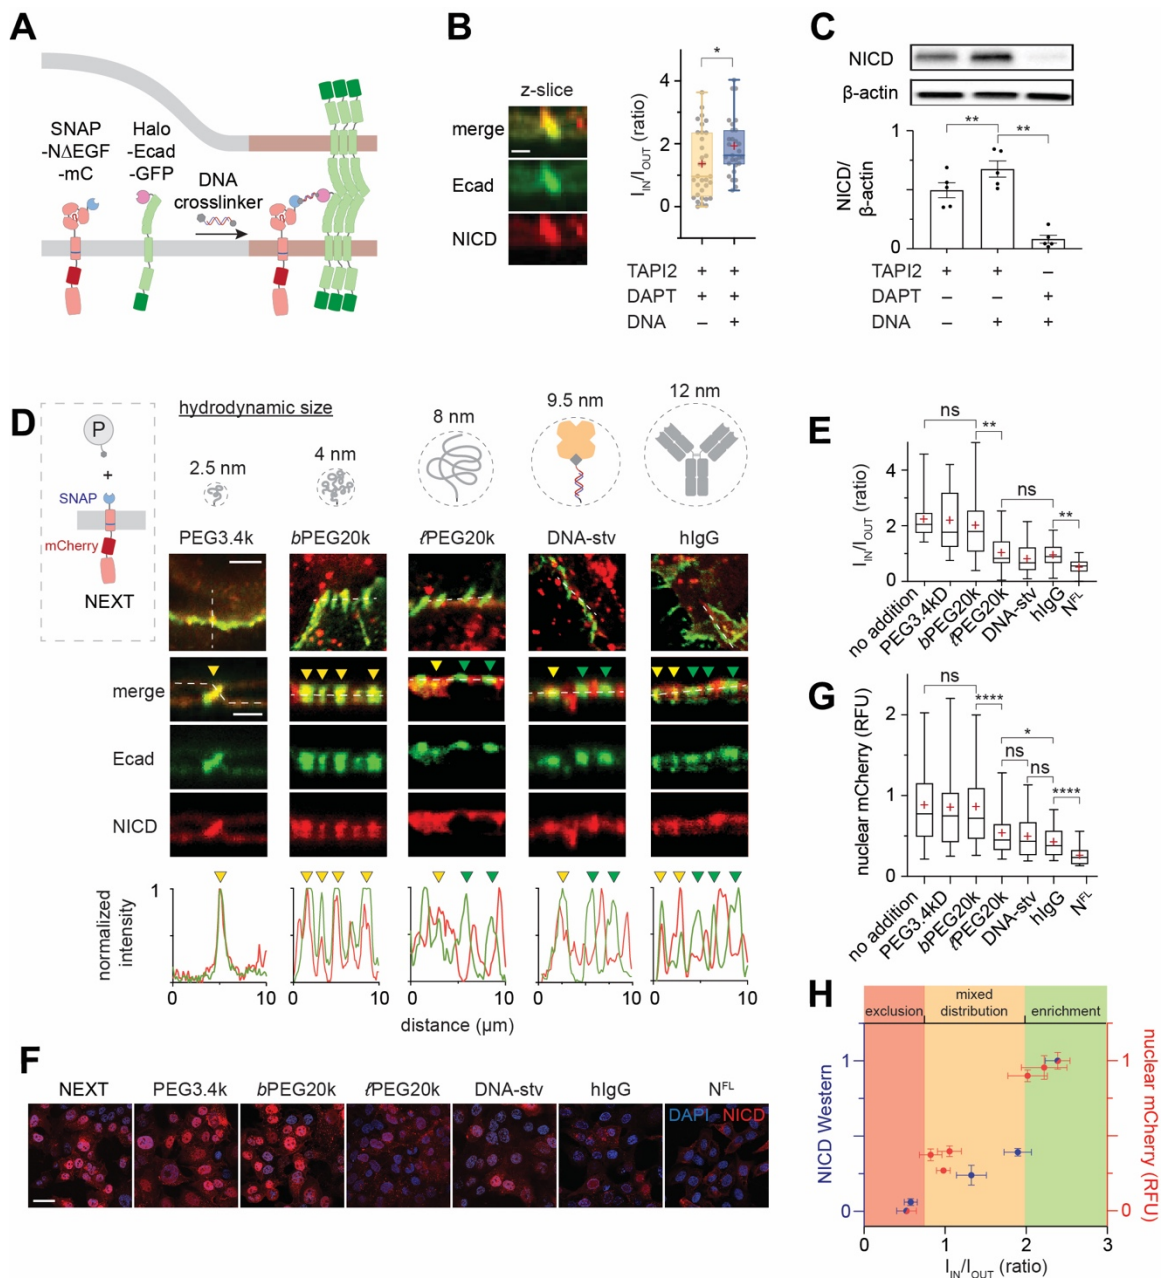 A
SNAP
-NΔEGF
-mC
Halo
-Ecad
-GFP
DNA
crosslinker
B
z-slice
merge
Ecad
NICD
I_IN/I_OUT (ratio)
4
2
0
*
TAPI2 + +
DAPT + +
DNA – +
C
NICD
β-actin
** **
NICD/
β-actin
1
0.5
0
TAPI2 + + –
DAPT – – +
DNA – + +
D
P
+
SNAP
mCherry
NEXT
hydrodynamic size
2.5 nm
4 nm
8 nm
9.5 nm
12 nm
PEG3.4k
bPEG20k
ℓPEG20k
DNA-stv
hIgG
merge
Ecad
NICD
normalized
intensity
1
0
0 10
0 10
0 10
0 10
0 10
distance (µm)
E
I_IN/I_OUT (ratio)
4
2
0
ns
**
ns
**
no addition
PEG3.4kD
bPEG20k
ℓPEG20k
DNA-stv
hIgG
N^FL
G
nuclear mCherry (RFU)
2
1
0
ns
****
*
ns
ns
****
no addition
PEG3.4kD
bPEG20k
ℓPEG20k
DNA-stv
hIgG
N^FL
F
NEXT
PEG3.4k
bPEG20k
ℓPEG20k
DNA-stv
hIgG
N^FL
DAPI NICD
H
exclusion
mixed
distribution
enrichment
NICD Western
1
0
nuclear mCherry (RFU)
1
0
0 1 2 3
I_IN/I_OUT (ratio)